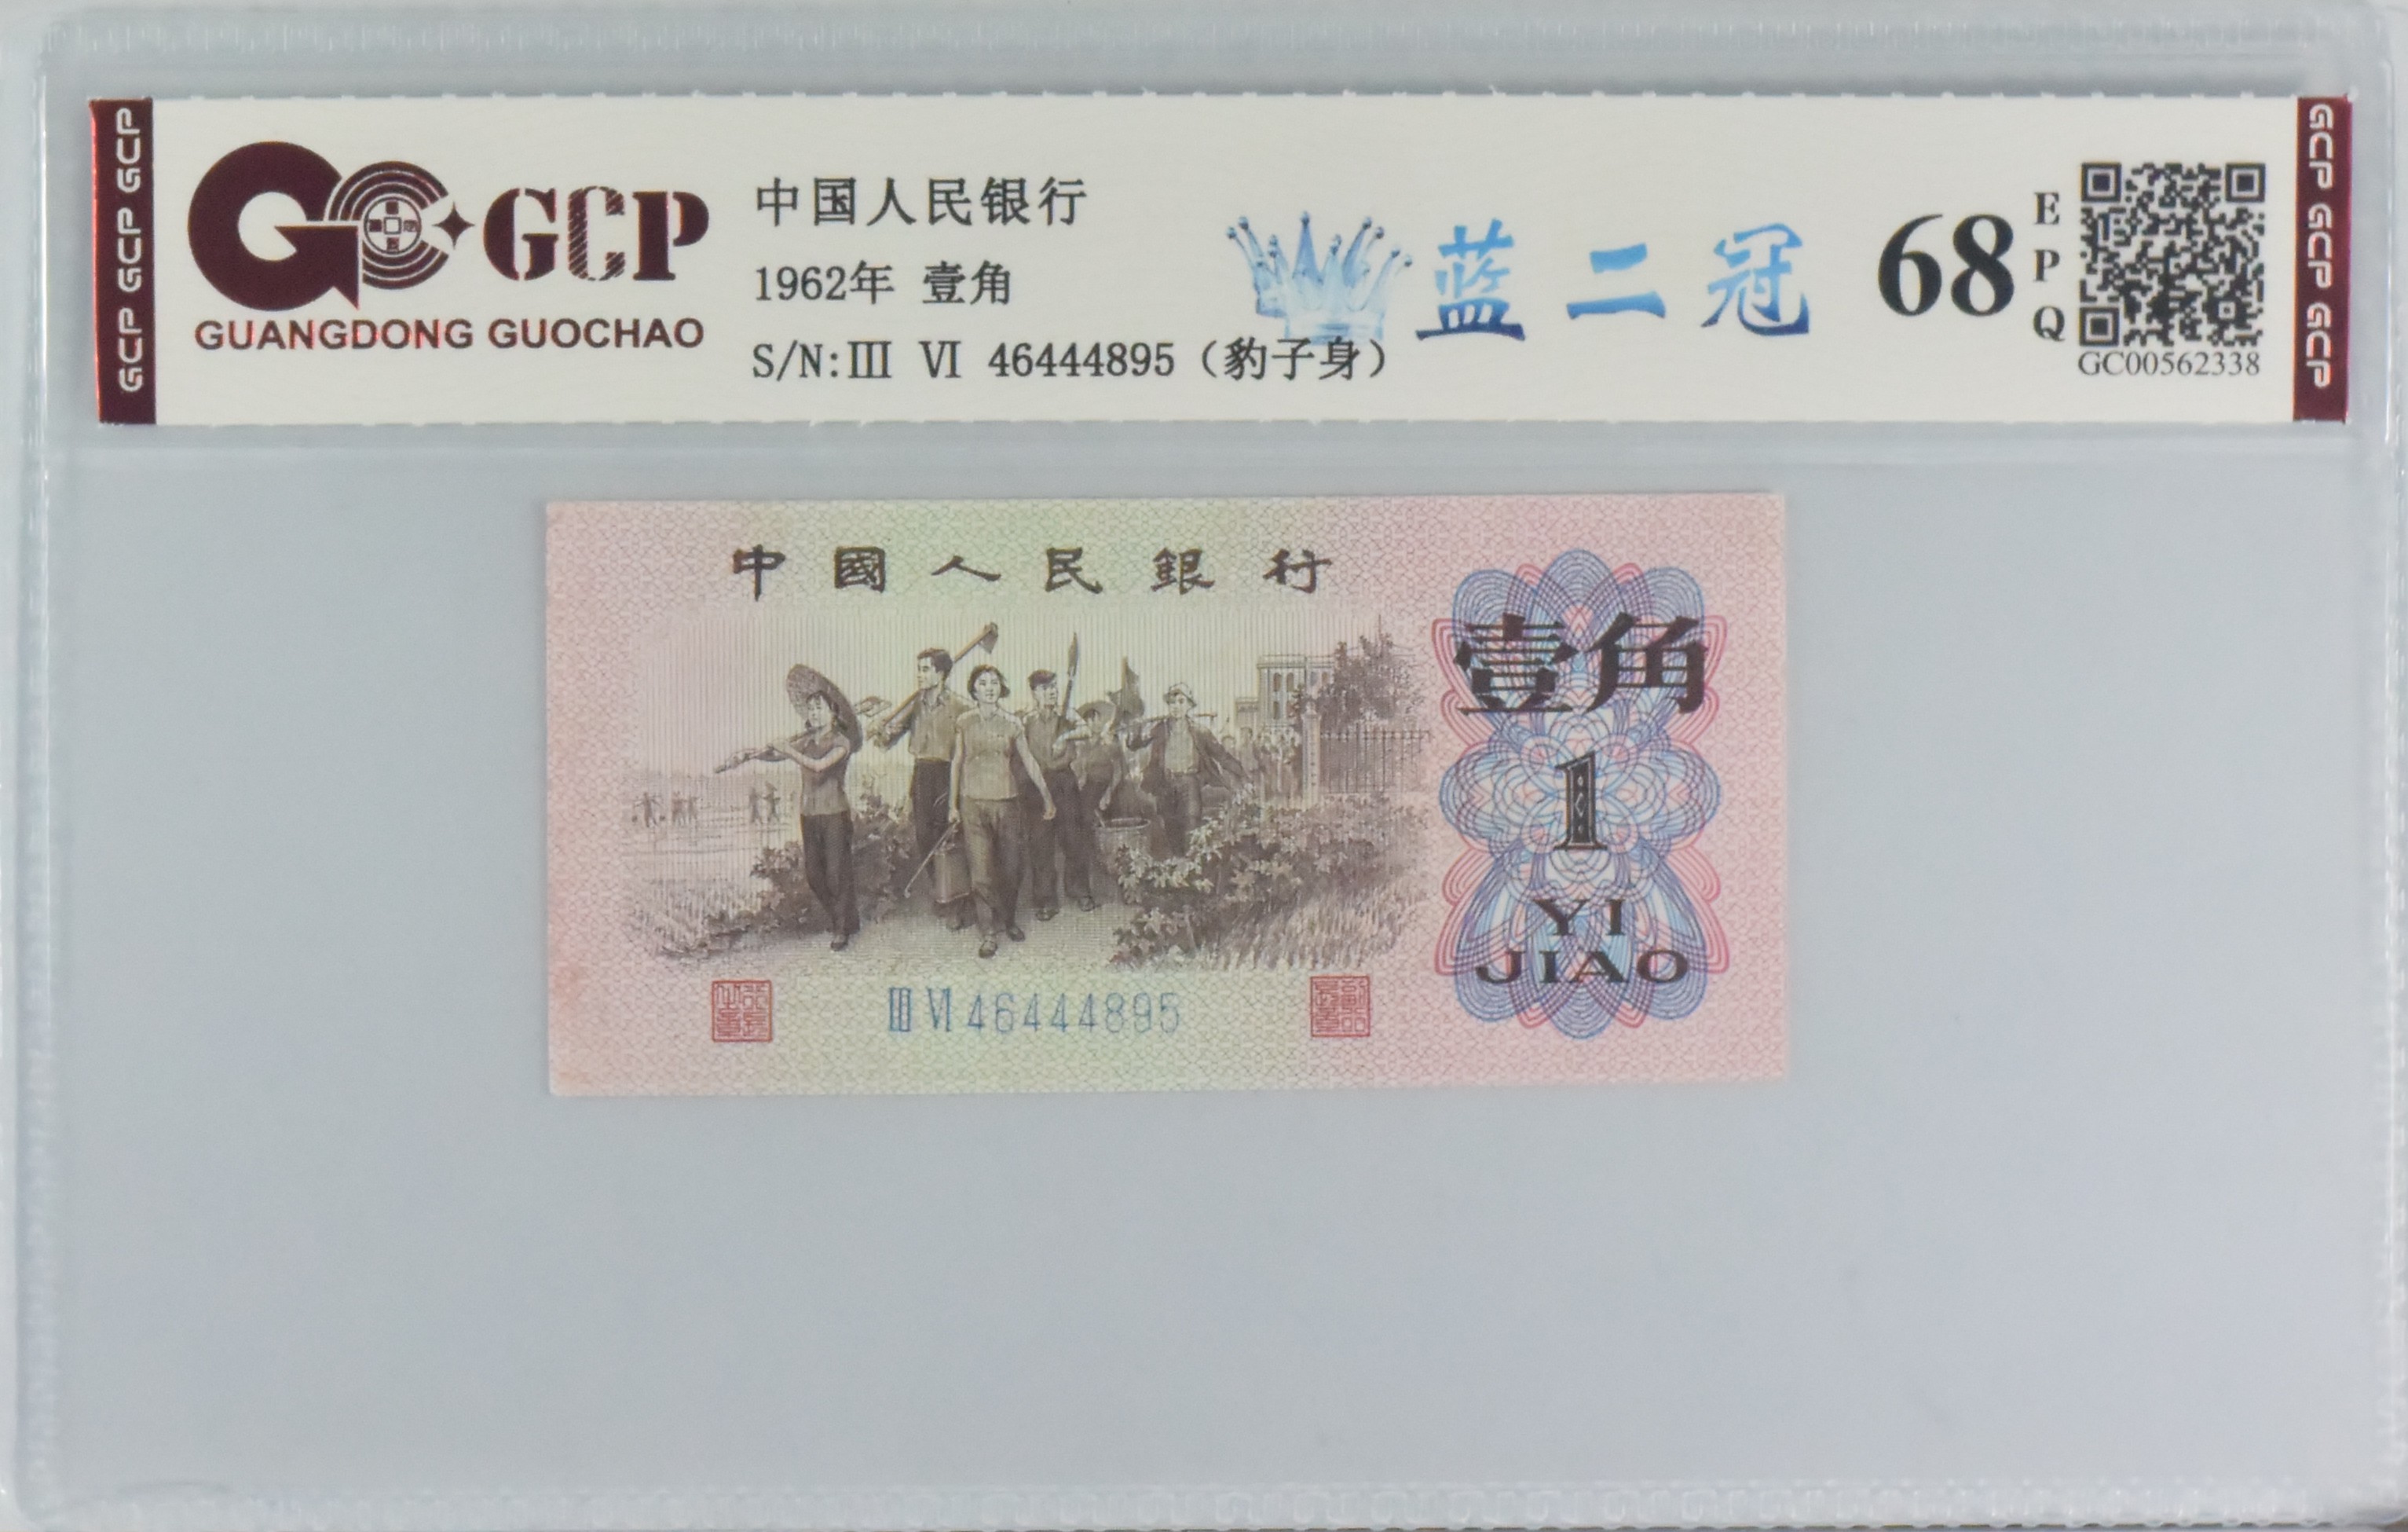 GCP GCP GCP
GCP
GUANGDONG GUOCHAO
中国人民银行
1962年 壹角
S/N:Ⅲ Ⅵ 46444895（豹子身）
蓝二冠
68
EPQ
GC00562338
GCP GCP GCP
中國人民銀行
壹角
1
YI
JIAO
Ⅲ Ⅵ 46444895